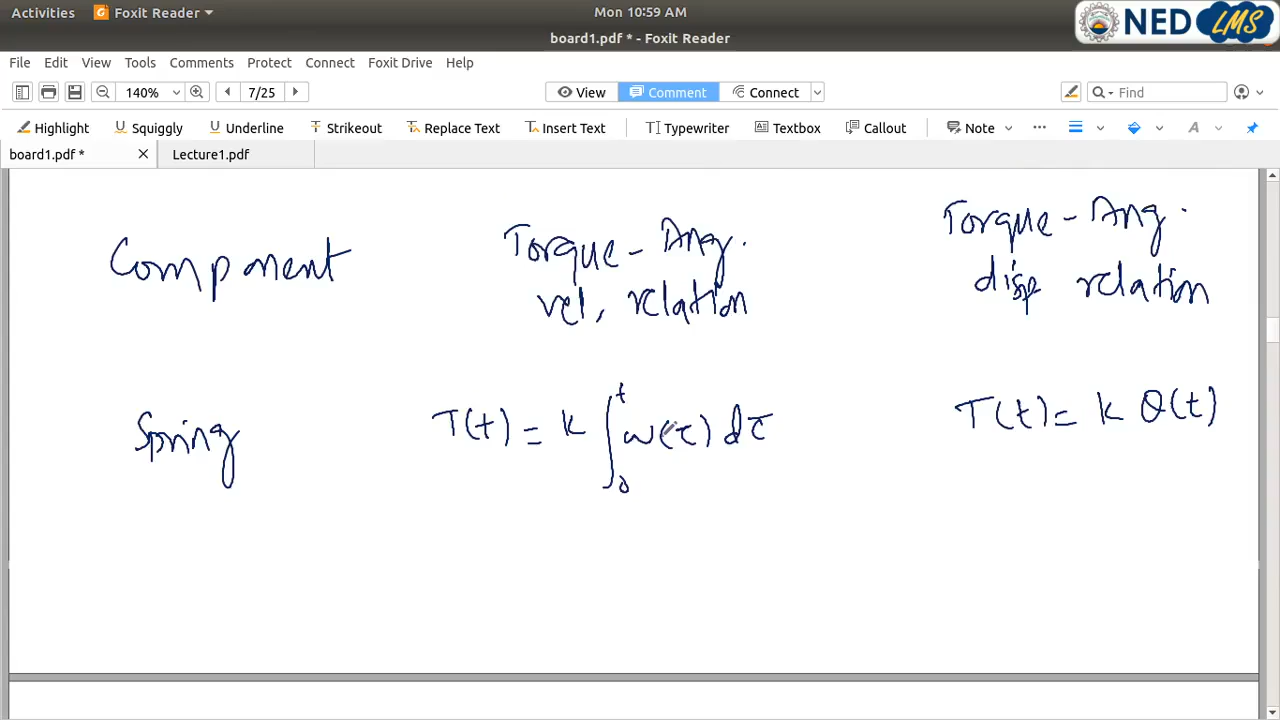 Activities Foxit Reader Mon 10:59 AM
NED LMS
board1.pdf * - Foxit Reader
File Edit View Tools Comments Protect Connect Foxit Drive Help
140% 7/25 View Comment Connect Find
Highlight Squiggly Underline Strikeout Replace Text Insert Text Typewriter Textbox Callout Note
board1.pdf * Lecture1.pdf
Component
Torque - Ang.
vel. relation
Torque - Ang.
disp relation
Spring T(t) = k ∫₀ᵗ ω(τ) dτ T(t) = k θ(t)